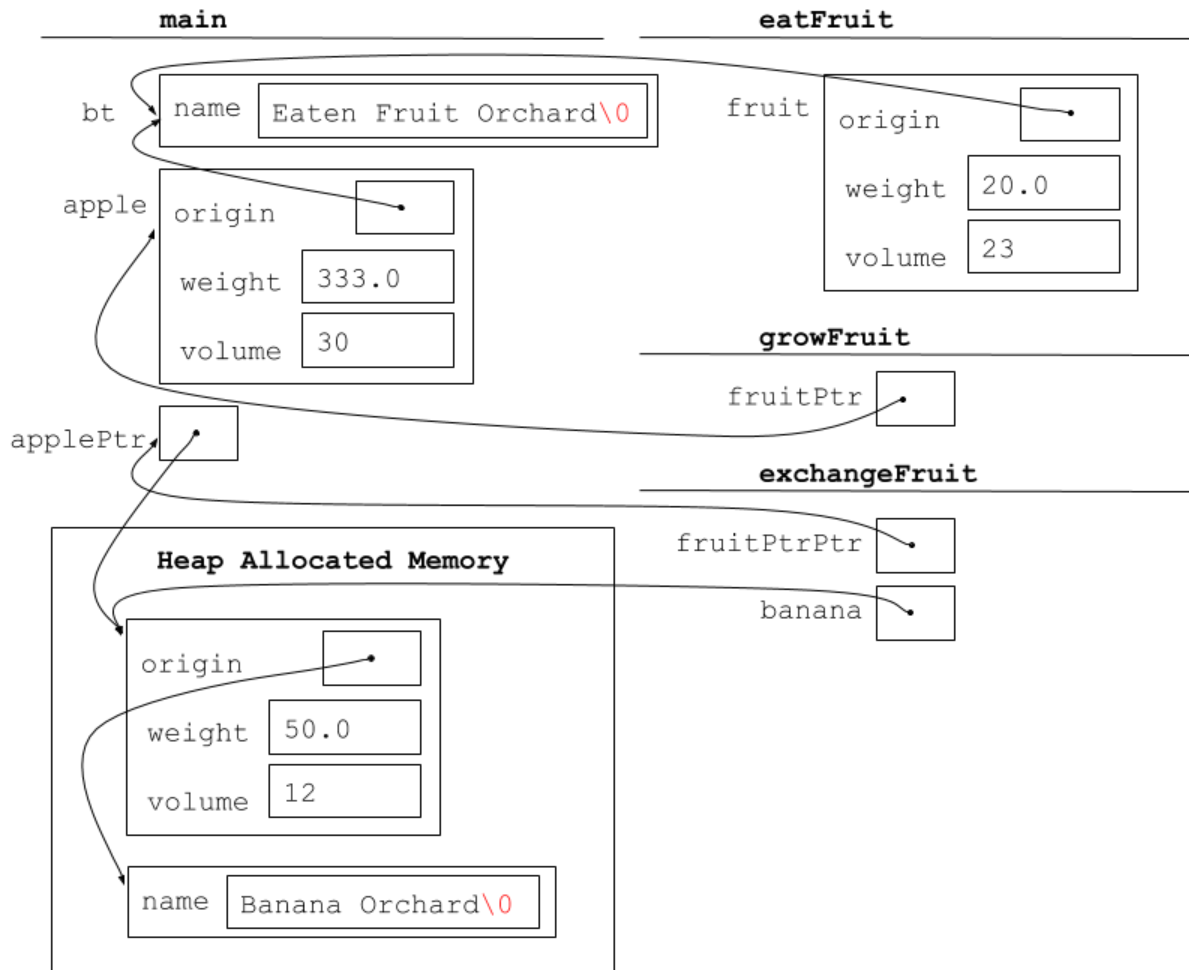 main
bt
name Eaten Fruit Orchard\0
apple
origin
weight 333.0
volume 30
applePtr
Heap Allocated Memory
origin
weight 50.0
volume 12
name Banana Orchard\0
eatFruit
fruit
origin
weight 20.0
volume 23
growFruit
fruitPtr
exchangeFruit
fruitPtrPtr
banana